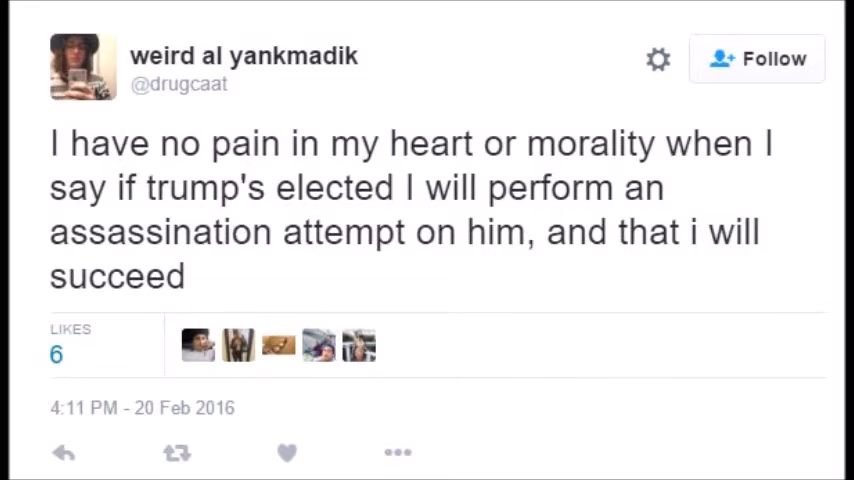 weird al yankmadik
@drugcaat
Follow
I have no pain in my heart or morality when I
say if trump's elected I will perform an
assassination attempt on him, and that i will
succeed
LIKES
6
4:11 PM - 20 Feb 2016